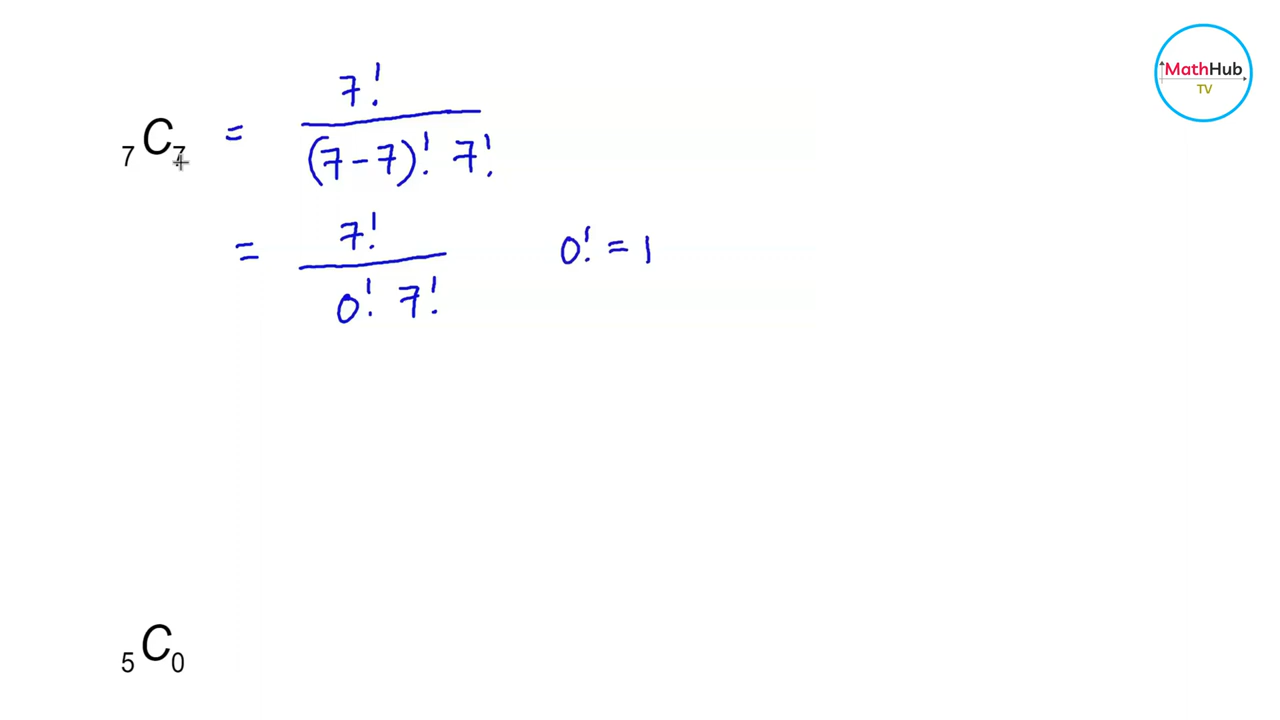 MathHub
TV
₇C₇ = 7! / (7-7)! 7!
= 7! / 0! 7!    0! = 1
₅C₀